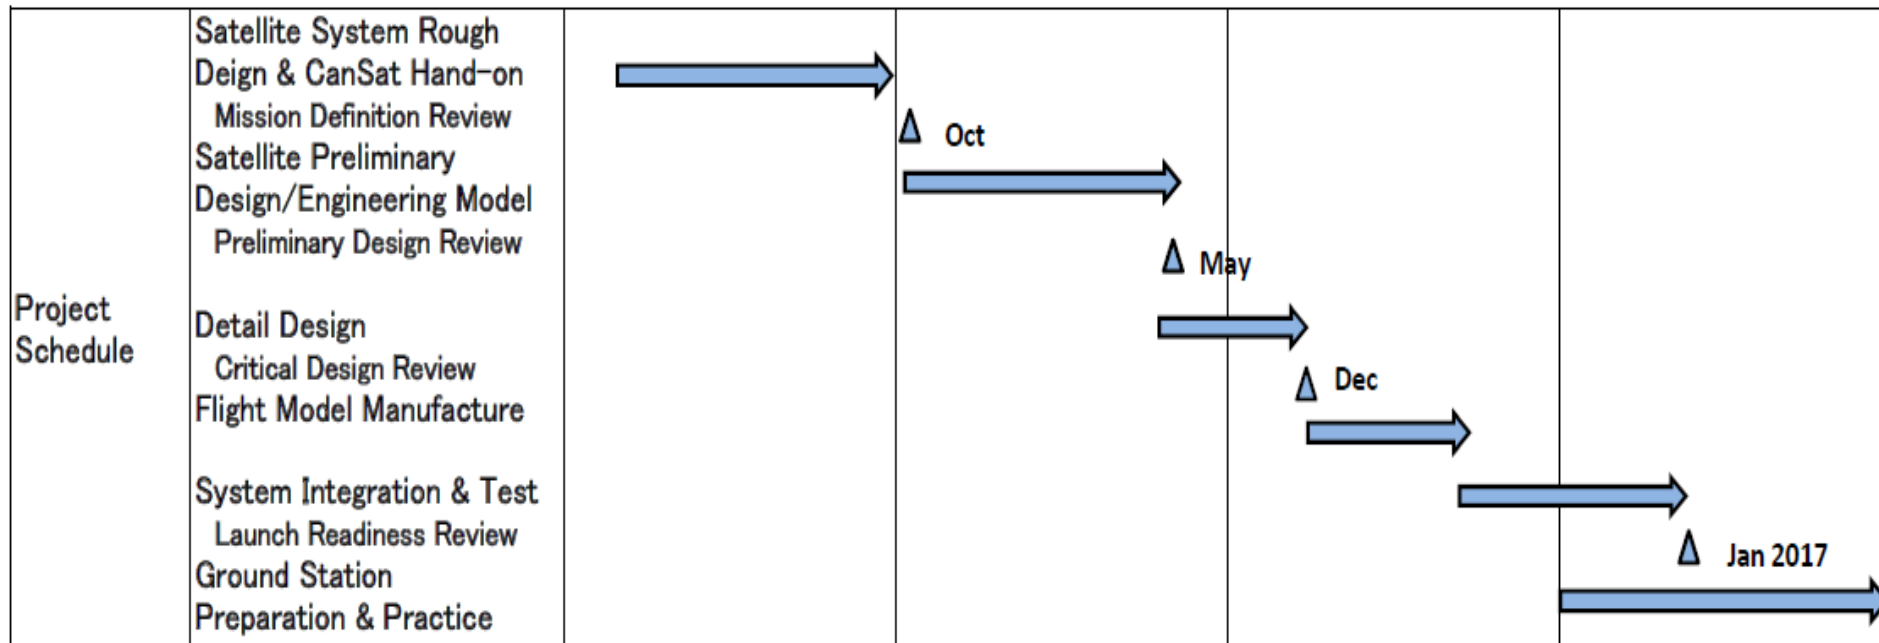 Project
Schedule
Satellite System Rough
Deign & CanSat Hand-on
Mission Definition Review
Oct
Satellite Preliminary
Design/Engineering Model
Preliminary Design Review
May
Detail Design
Critical Design Review
Dec
Flight Model Manufacture
System Integration & Test
Launch Readiness Review
Jan 2017
Ground Station
Preparation & Practice